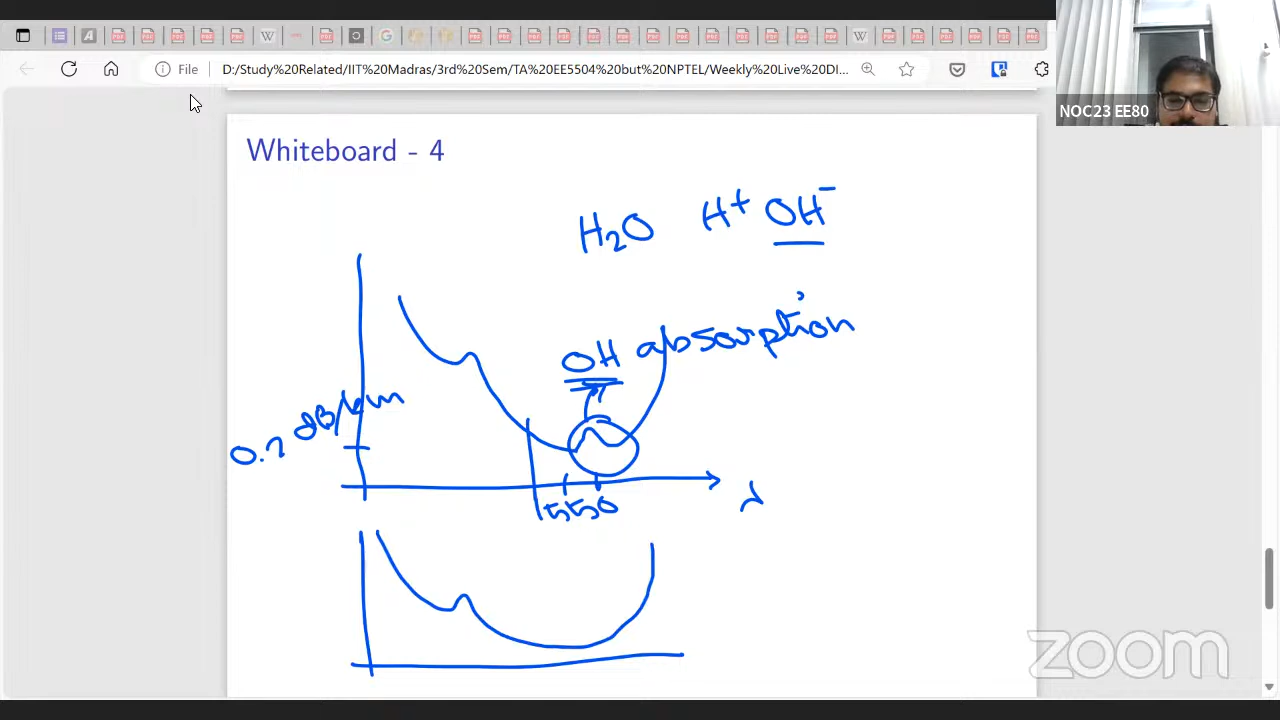 File
D:/Study%20Related/IIT%20Madras/3rd%20Sem/TA%20EE5504%20but%20NPTEL/Weekly%20Live%20DI...
NOC23 EE80
Whiteboard - 4
H2O H+ OH−
OH absorption
0.2 dB/km
1550
λ
zoom